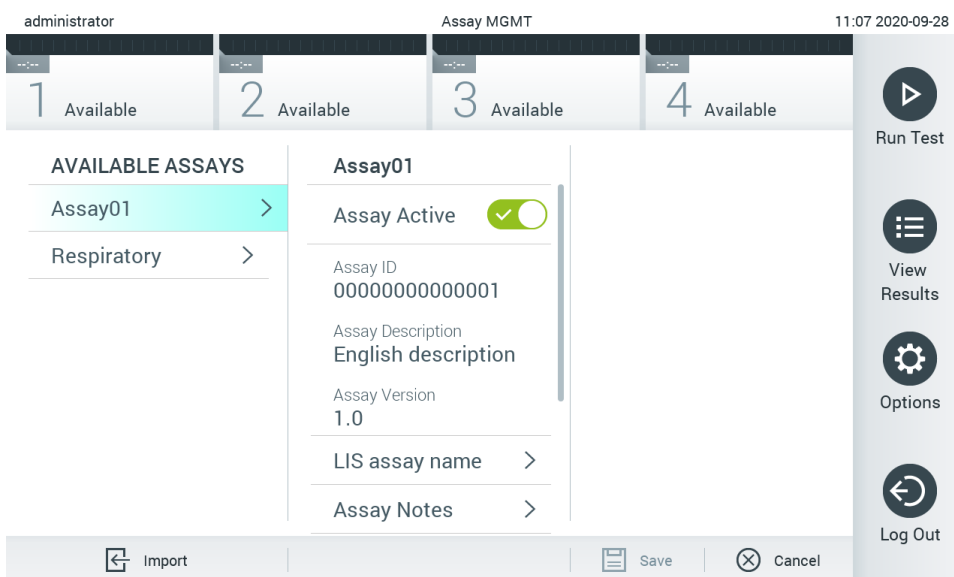 administrator
Assay MGMT
11:07 2020-09-28
--:--
--:--
--:--
--:--
1 Available
2 Available
3 Available
4 Available
Run Test
View
Results
Options
Log Out
AVAILABLE ASSAYS
Assay01
Respiratory
Assay01
Assay Active
Assay ID
00000000000001
Assay Description
English description
Assay Version
1.0
LIS assay name
Assay Notes
Import
Save
Cancel